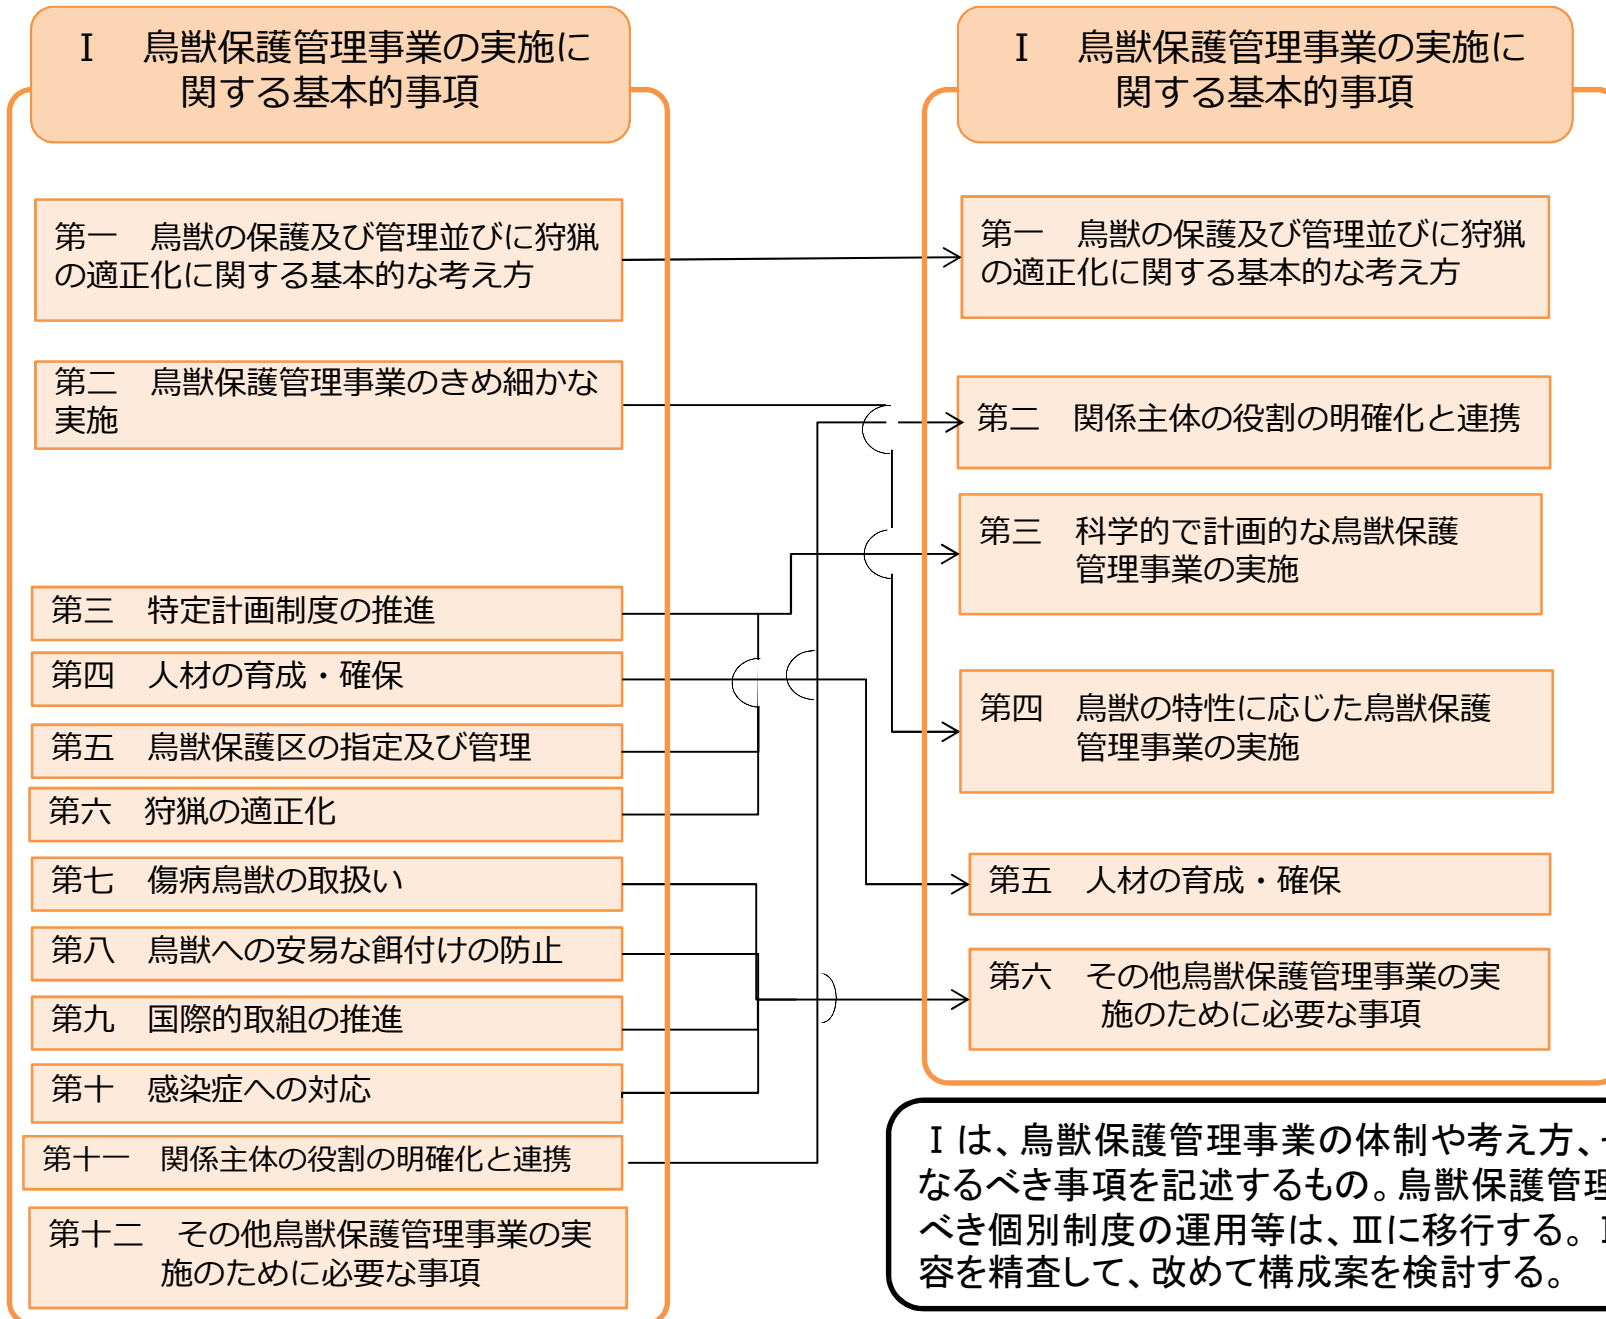 Ⅰ　鳥獣保護管理事業の実施に
関する基本的事項
第一　鳥獣の保護及び管理並びに狩猟
の適正化に関する基本的な考え方
第二　鳥獣保護管理事業のきめ細かな
実施
第三　特定計画制度の推進
第四　人材の育成・確保
第五　鳥獣保護区の指定及び管理
第六　狩猟の適正化
第七　傷病鳥獣の取扱い
第八　鳥獣への安易な餌付けの防止
第九　国際的取組の推進
第十　感染症への対応
第十一　関係主体の役割の明確化と連携
第十二　その他鳥獣保護管理事業の実
施のために必要な事項
Ⅰ　鳥獣保護管理事業の実施に
関する基本的事項
第一　鳥獣の保護及び管理並びに狩猟
の適正化に関する基本的な考え方
第二　関係主体の役割の明確化と連携
第三　科学的で計画的な鳥獣保護
管理事業の実施
第四　鳥獣の特性に応じた鳥獣保護
管理事業の実施
第五　人材の育成・確保
第六　その他鳥獣保護管理事業の実
施のために必要な事項
Ⅰは、鳥獣保護管理事業の体制や考え方、
なるべき事項を記述するもの。鳥獣保護管理
べき個別制度の運用等は、Ⅲに移行する。
容を精査して、改めて構成案を検討する。